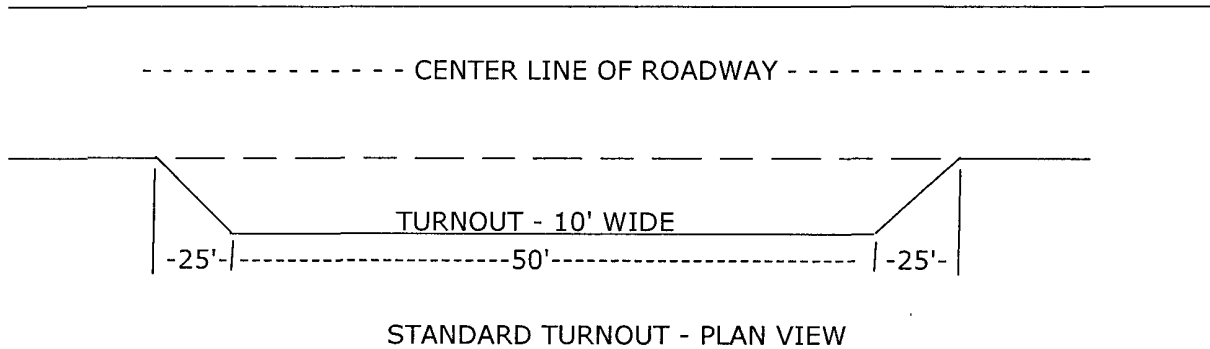 - - - - - - - - - - - - - CENTER LINE OF ROADWAY - - - - - - - - - - - - - -
TURNOUT - 10' WIDE
-25'-|-----------------------50'-------------------------- | -25'-
STANDARD TURNOUT - PLAN VIEW